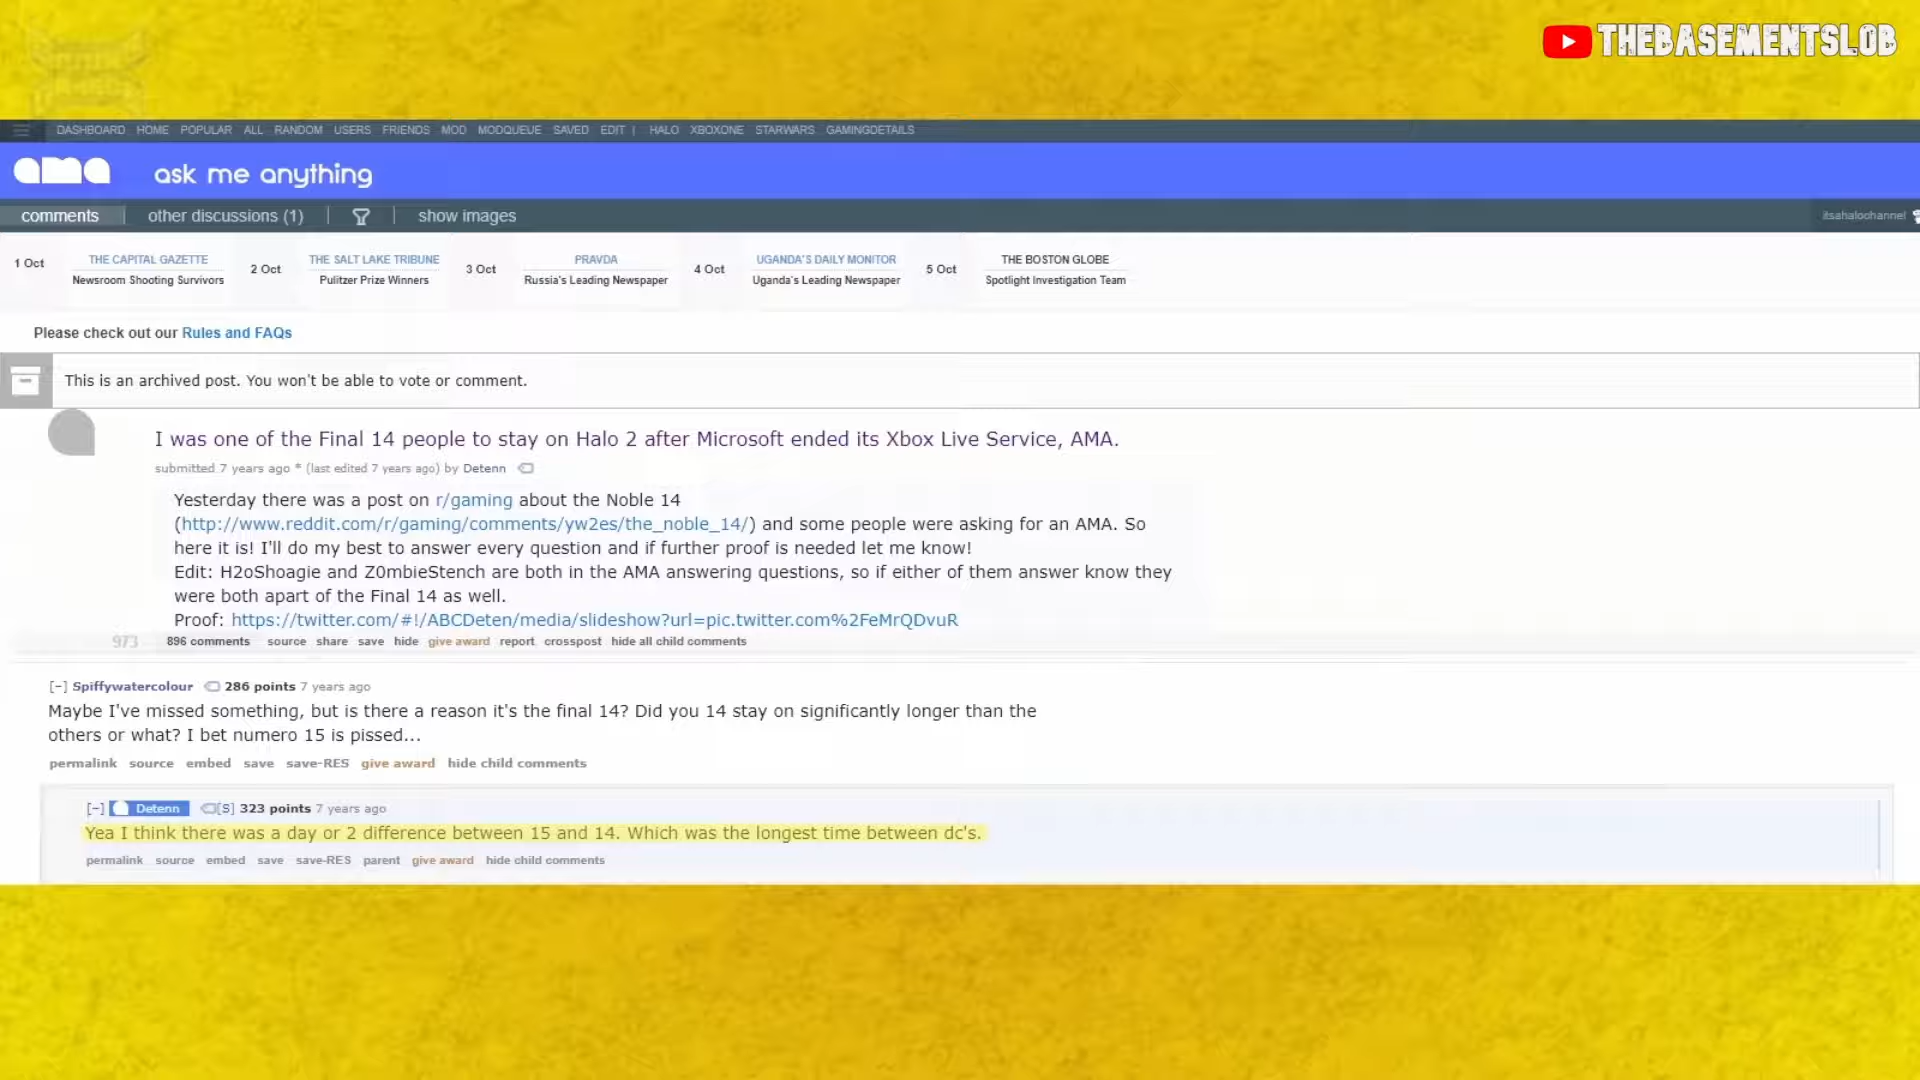 THEBASEMENTSLOB
DASHBOARD HOME POPULAR ALL RANDOM USERS FRIENDS MOD MODQUEUE SAVED EDIT | HALO XBOXONE STARWARS GAMINGDETAILS
ama ask me anything
comments other discussions (1) show images itsahalochannel
1 Oct THE CAPITAL GAZETTE 2 Oct THE SALT LAKE TRIBUNE 3 Oct PRAVDA 4 Oct UGANDA'S DAILY MONITOR 5 Oct THE BOSTON GLOBE
Newsroom Shooting Survivors Pulitzer Prize Winners Russia's Leading Newspaper Uganda's Leading Newspaper Spotlight Investigation Team
Please check out our Rules and FAQs
This is an archived post. You won't be able to vote or comment.
I was one of the Final 14 people to stay on Halo 2 after Microsoft ended its Xbox Live Service, AMA.
submitted 7 years ago * (last edited 7 years ago) by Detenn
Yesterday there was a post on r/gaming about the Noble 14
(http://www.reddit.com/r/gaming/comments/yw2es/the_noble_14/) and some people were asking for an AMA. So
here it is! I'll do my best to answer every question and if further proof is needed let me know!
Edit: H2oShoagie and Z0mbieStench are both in the AMA answering questions, so if either of them answer know they
were both apart of the Final 14 as well.
Proof: https://twitter.com/#!/ABCDeten/media/slideshow?url=pic.twitter.com%2FeMrQDvuR
973 896 comments source share save hide give award report crosspost hide all child comments
[-] Spiffywatercolour 286 points 7 years ago
Maybe I've missed something, but is there a reason it's the final 14? Did you 14 stay on significantly longer than the
others or what? I bet numero 15 is pissed...
permalink source embed save save-RES give award hide child comments
[-] Detenn [S] 323 points 7 years ago
Yea I think there was a day or 2 difference between 15 and 14. Which was the longest time between dc's.
permalink source embed save save-RES parent give award hide child comments